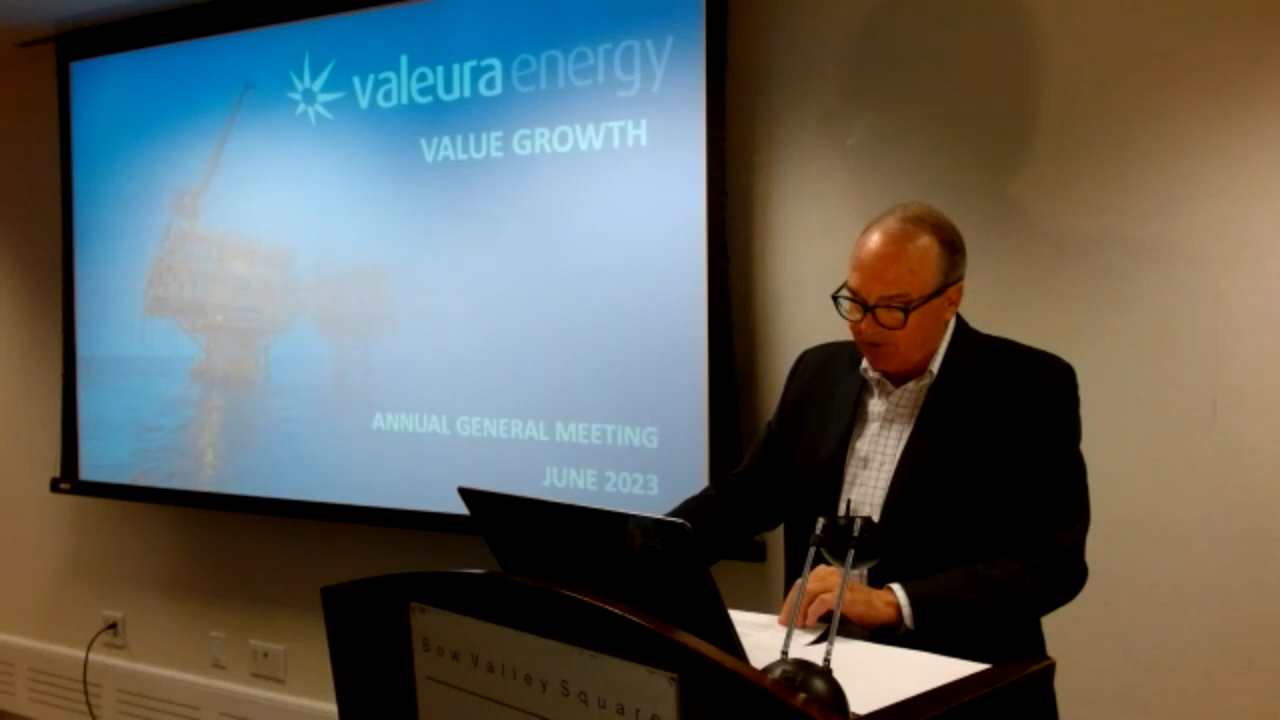 valeura energy
VALUE GROWTH
ANNUAL GENERAL MEETING
JUNE 2023
Bow Valley Square